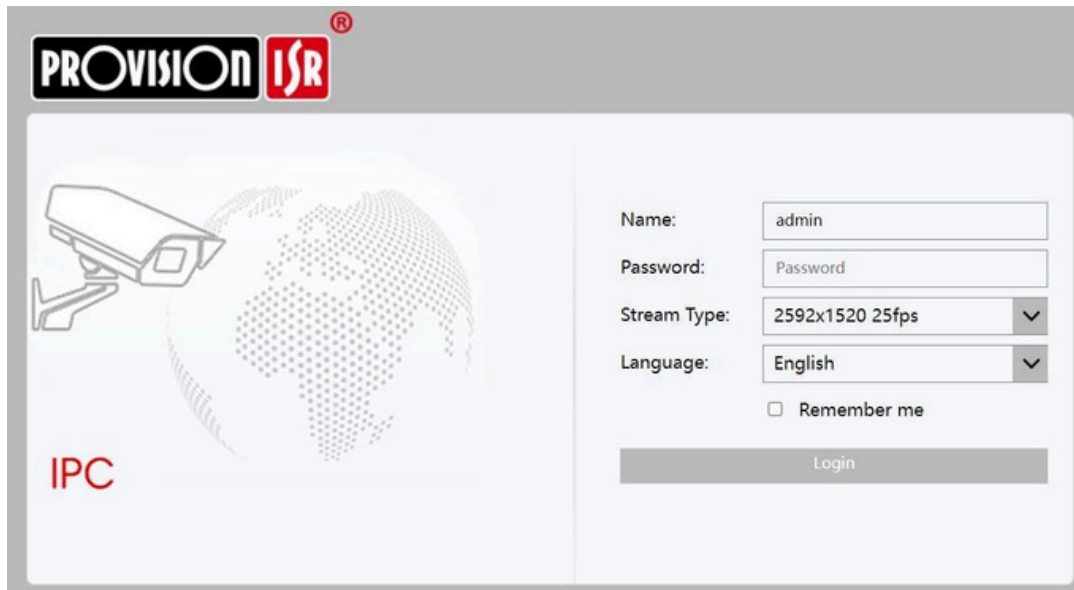 PROVISION ISR®
Name: admin
Password: Password
Stream Type: 2592x1520 25fps
Language: English
Remember me
Login
IPC